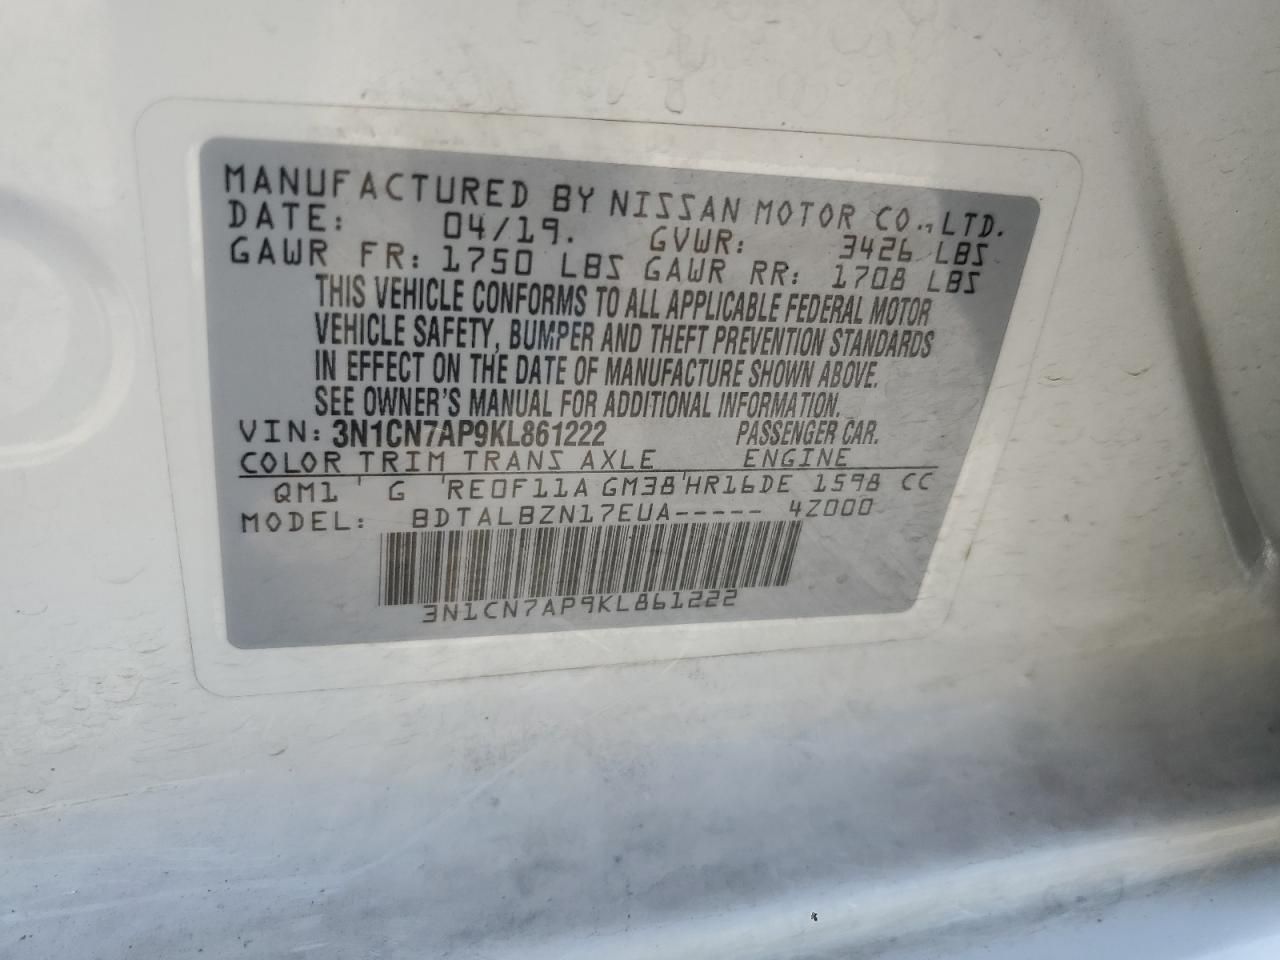 MANUFACTURED BY NISSAN MOTOR CO., LTD.
DATE: 04/19. GVWR: 3426 LBS
GAWR FR: 1750 LBS GAWR RR: 1708 LBS
THIS VEHICLE CONFORMS TO ALL APPLICABLE FEDERAL MOTOR
VEHICLE SAFETY, BUMPER AND THEFT PREVENTION STANDARDS
IN EFFECT ON THE DATE OF MANUFACTURE SHOWN ABOVE.
SEE OWNER'S MANUAL FOR ADDITIONAL INFORMATION.
VIN: 3N1CN7AP9KL861222 PASSENGER CAR.
COLOR TRIM TRANS AXLE ENGINE
QM1 ' G 'RE0F11A GM38'HR16DE 1598 CC
MODEL: BDTALBZN17EUA----- 4Z000
3N1CN7AP9KL861222